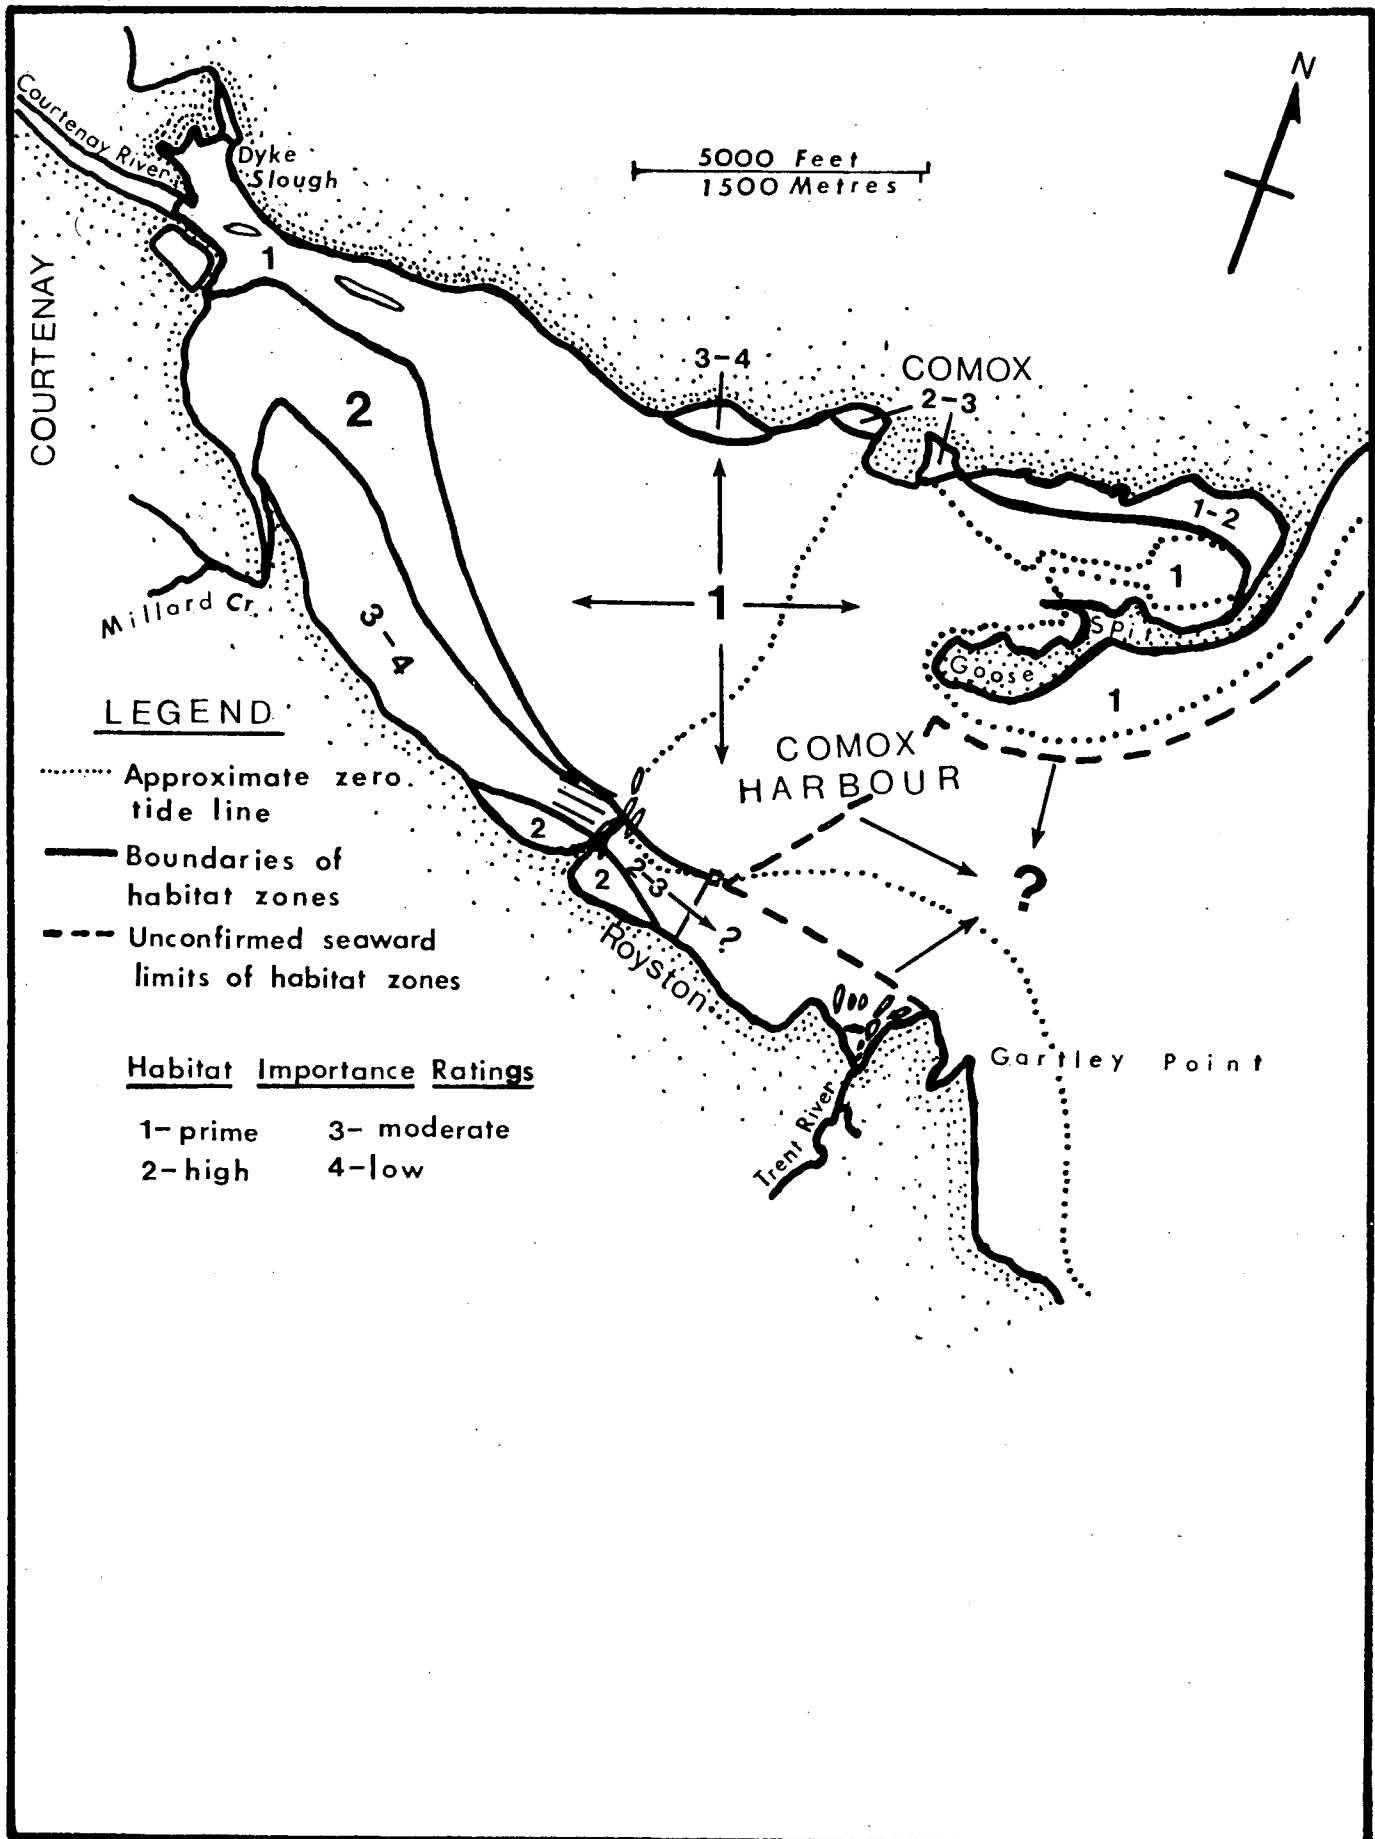 N
Courtenay River
Dyke
Slough
5000 Feet
1500 Metres
1
COURTENAY
2
3-4
COMOX
2-3
1-2
1
1
Spit
Goose
1
Millard Cr.
3-4
LEGEND
Approximate zero
tide line
Boundaries of
habitat zones
Unconfirmed seaward
limits of habitat zones
COMOX
HARBOUR
2
2
2-3
?
?
Royston
Gartley Point
Trent River
Habitat Importance Ratings
1- prime 3- moderate
2-high 4-low